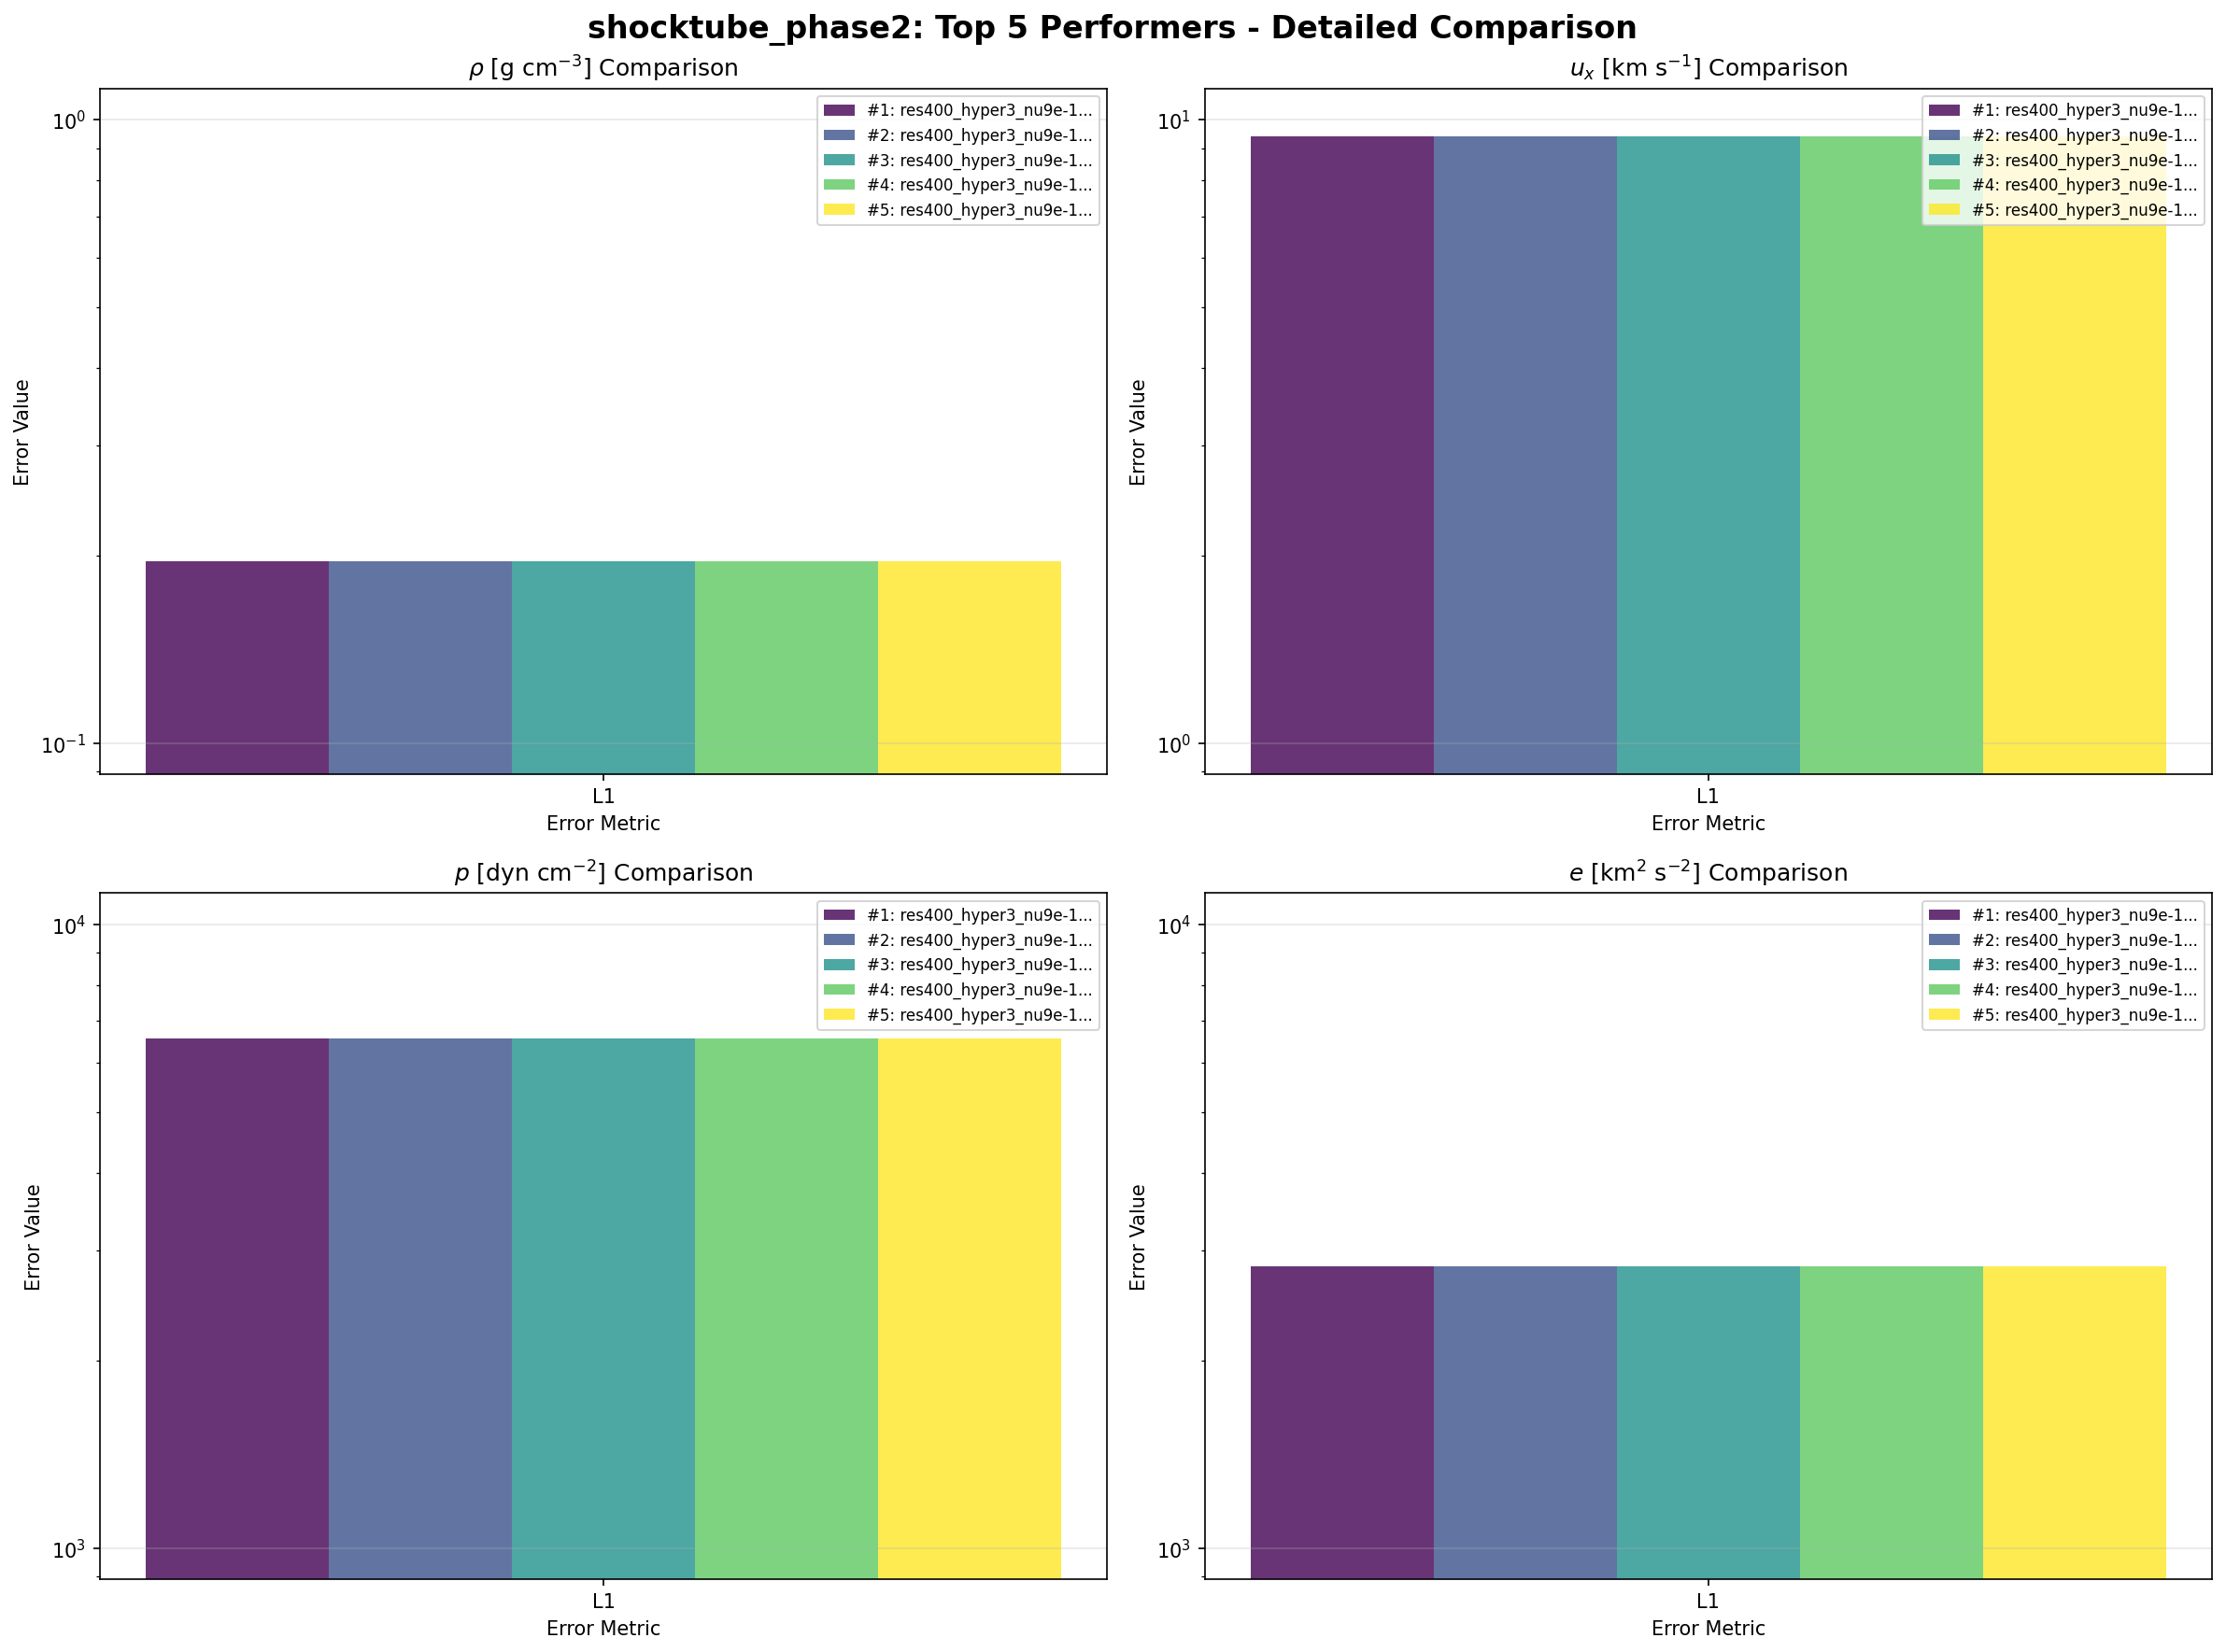 shocktube_phase2: Top 5 Performers - Detailed Comparison
ρ [g cm⁻³] Comparison
10⁰
10⁻¹
Error Value
#1: res400_hyper3_nu9e-1...
#2: res400_hyper3_nu9e-1...
#3: res400_hyper3_nu9e-1...
#4: res400_hyper3_nu9e-1...
#5: res400_hyper3_nu9e-1...
L1
Error Metric
uₓ [km s⁻¹] Comparison
10¹
10⁰
Error Value
#1: res400_hyper3_nu9e-1...
#2: res400_hyper3_nu9e-1...
#3: res400_hyper3_nu9e-1...
#4: res400_hyper3_nu9e-1...
#5: res400_hyper3_nu9e-1...
L1
Error Metric
p [dyn cm⁻²] Comparison
10⁴
10³
Error Value
#1: res400_hyper3_nu9e-1...
#2: res400_hyper3_nu9e-1...
#3: res400_hyper3_nu9e-1...
#4: res400_hyper3_nu9e-1...
#5: res400_hyper3_nu9e-1...
L1
Error Metric
e [km² s⁻²] Comparison
10⁴
10³
Error Value
#1: res400_hyper3_nu9e-1...
#2: res400_hyper3_nu9e-1...
#3: res400_hyper3_nu9e-1...
#4: res400_hyper3_nu9e-1...
#5: res400_hyper3_nu9e-1...
L1
Error Metric